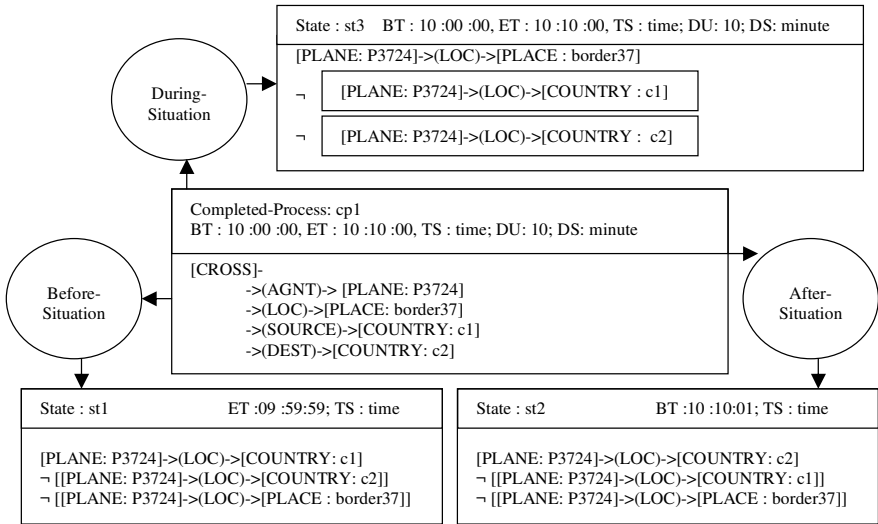 State : st3 BT : 10 :00 :00, ET : 10 :10 :00, TS : time; DU: 10; DS: minute
[PLANE: P3724]->(LOC)->[PLACE : border37]
¬ [PLANE: P3724]->(LOC)->[COUNTRY : c1]
¬ [PLANE: P3724]->(LOC)->[COUNTRY : c2]
During-
Situation
Completed-Process: cp1
BT : 10 :00 :00, ET : 10 :10 :00, TS : time; DU: 10; DS: minute
[CROSS]-
->(AGNT)-> [PLANE: P3724]
->(LOC)->[PLACE: border37]
->(SOURCE)->[COUNTRY: c1]
->(DEST)->[COUNTRY: c2]
Before-
Situation
After-
Situation
State : st1 ET :09 :59:59; TS : time
[PLANE: P3724]->(LOC)->[COUNTRY: c1]
¬ [[PLANE: P3724]->(LOC)->[COUNTRY: c2]]
¬ [[PLANE: P3724]->(LOC)->[PLACE : border37]]
State : st2 BT :10 :10:01; TS : time
[PLANE: P3724]->(LOC)->[COUNTRY: c2]
¬ [[PLANE: P3724]->(LOC)->[COUNTRY: c1]]
¬ [[PLANE: P3724]->(LOC)->[PLACE : border37]]